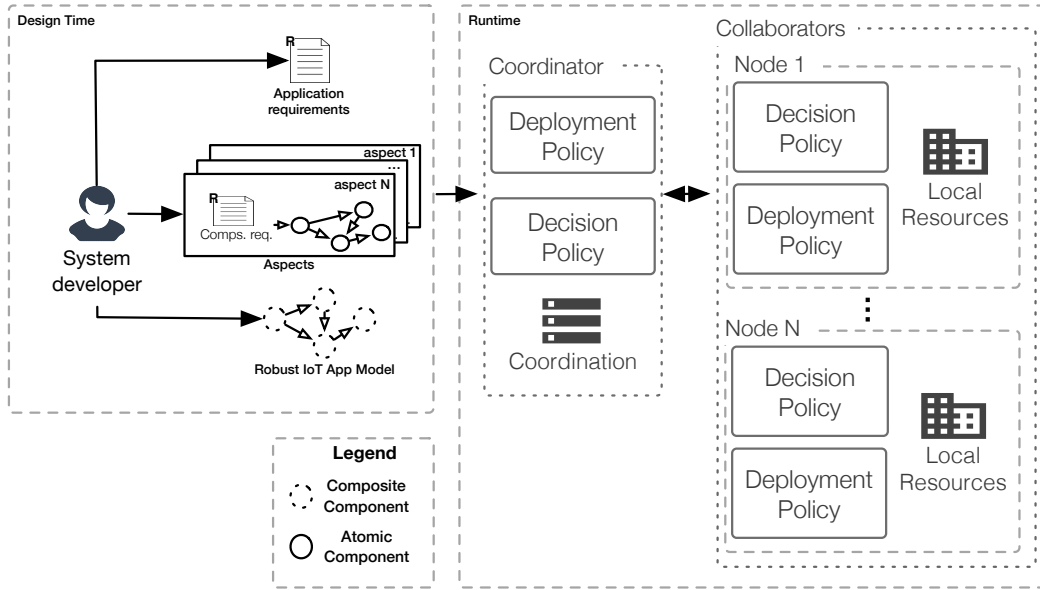 Design Time
R
Application
requirements
aspect 1
...
aspect N
R
Comps. req.
Aspects
System
developer
Robust IoT App Model
Legend
Composite
Component
Atomic
Component
Runtime
Coordinator
Deployment
Policy
Decision
Policy
Coordination
Collaborators
Node 1
Decision
Policy
Deployment
Policy
Local
Resources
Node N
Decision
Policy
Deployment
Policy
Local
Resources